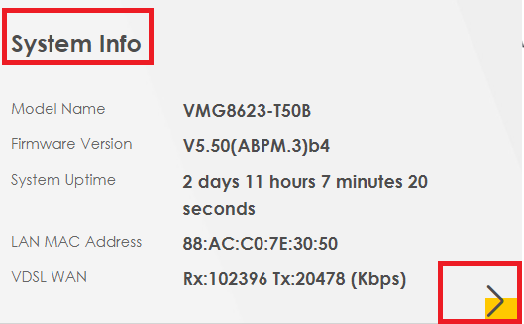 System Info
Model Name VMG8623-T50B
Firmware Version V5.50(ABPM.3)b4
System Uptime 2 days 11 hours 7 minutes 20
seconds
LAN MAC Address 88:AC:C0:7E:30:50
VDSL WAN Rx:102396 Tx:20478 (Kbps)